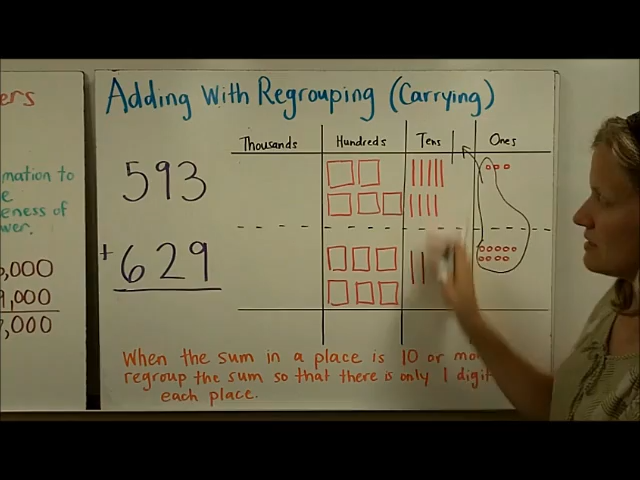 ers
mation to
e
eness of
wer.
,000
9,000
,000
Adding With Regrouping (Carrying)
593
+629
Thousands Hundreds Tens Ones
When the sum in a place is 10 or mo
regroup the sum so that there is only 1 digit
each place.